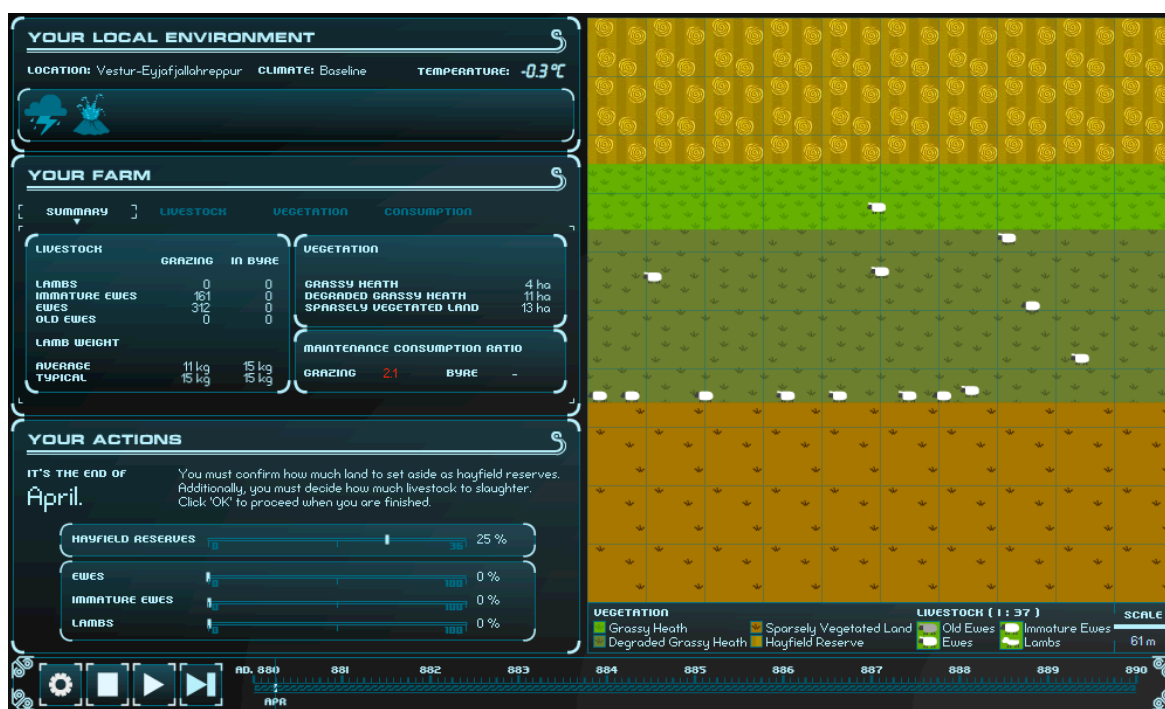 YOUR LOCAL ENVIRONMENT
LOCATION: Vestur-Eyjafjallahreppur CLIMATE: Baseline TEMPERATURE: -0.3 °C
YOUR FARM
SUMMARY LIVESTOCK VEGETATION CONSUMPTION
LIVESTOCK
GRAZING IN BYRE
LAMBS 0 0
IMMATURE EWES 161 0
EWES 312 0
OLD EWES 0 0
LAMB WEIGHT
AVERAGE 11 kg 15 kg
TYPICAL 15 kg 15 kg
VEGETATION
GRASSY HEATH 4 ha
DEGRADED GRASSY HEATH 11 ha
SPARSELY VEGETATED LAND 13 ha
MAINTENANCE CONSUMPTION RATIO
GRAZING 2.1 BYRE -
YOUR ACTIONS
IT'S THE END OF
April.
You must confirm how much land to set aside as hayfield reserves.
Additionally, you must decide how much livestock to slaughter.
Click 'OK' to proceed when you are finished.
HAYFIELD RESERVES 0 36 25 %
EWES 0 100 0 %
IMMATURE EWES 0 100 0 %
LAMBS 0 100 0 %
VEGETATION LIVESTOCK ( 1 : 37 ) SCALE
Grassy Heath Sparsely Vegetated Land Old Ewes Immature Ewes
Degraded Grassy Heath Hayfield Reserve Ewes Lambs 61 m
AD. 880 881 882 883 884 885 886 887 888 889 890
APR